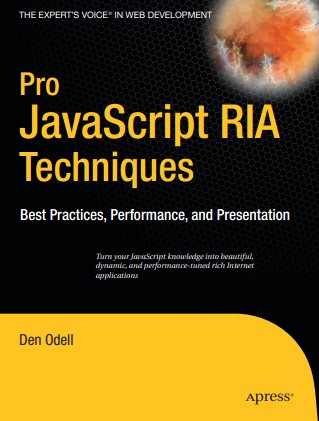 THE EXPERT'S VOICE® IN WEB DEVELOPMENT
Pro
JavaScript RIA
Techniques
Best Practices, Performance, and Presentation
Turn your JavaScript knowledge into beautiful,
dynamic, and performance-tuned rich Internet
applications
Den Odell
Apress®